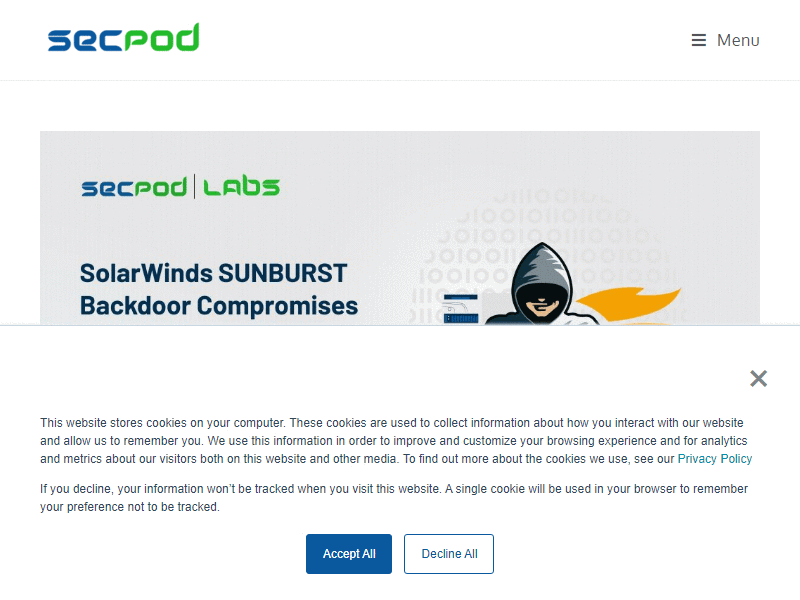 secpod
Menu
secpod | LABS
SolarWinds SUNBURST
Backdoor Compromises
This website stores cookies on your computer. These cookies are used to collect information about how you interact with our website
and allow us to remember you. We use this information in order to improve and customize your browsing experience and for analytics
and metrics about our visitors both on this website and other media. To find out more about the cookies we use, see our Privacy Policy
If you decline, your information won’t be tracked when you visit this website. A single cookie will be used in your browser to remember
your preference not to be tracked.
Accept All
Decline All